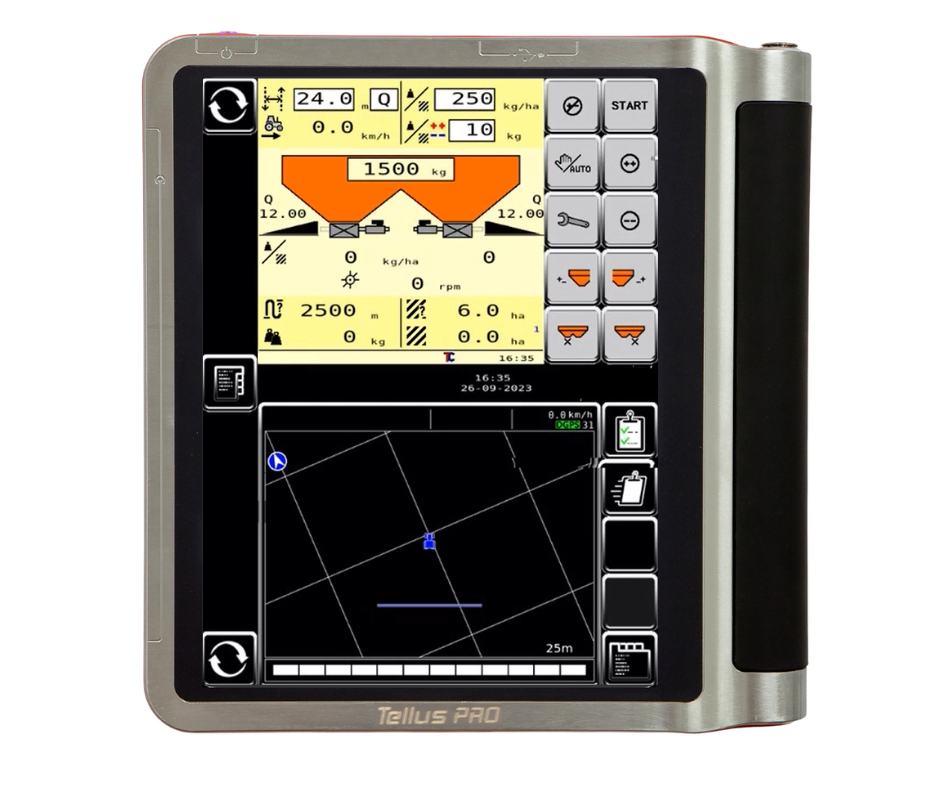 24.0 m Q 250 kg/ha
START
0.0 km/h 10 kg
++
--
1500 kg
AUTO
++
Q Q
12.00 12.00
--
0 kg/ha 0
+- -+
0 rpm
? 2500 m ? 6.0 ha
0 kg 0.0 ha 1
TC 16:35
16:35
26-09-2023
0.0km/h
DGPS 31
25m
Tellus PRO